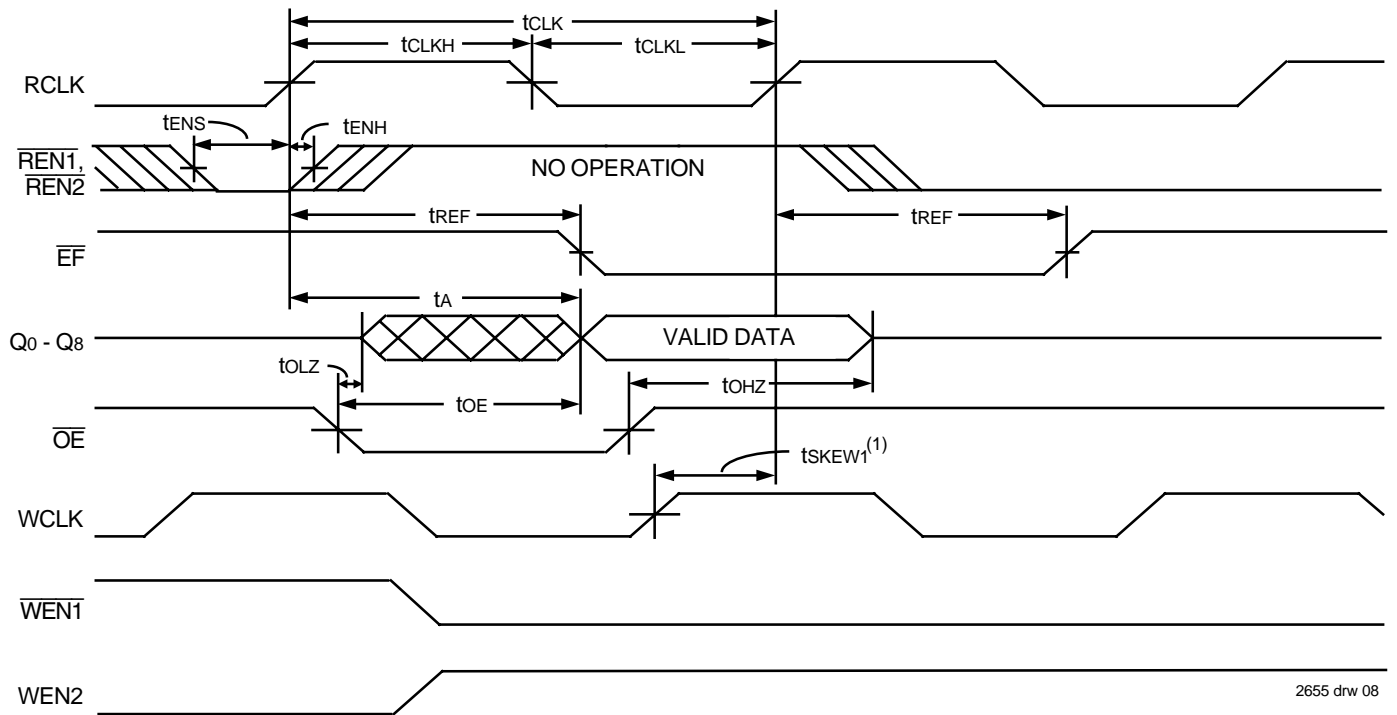 tCLK
tCLKH
tCLKL
RCLK
tENS
tENH
REN1,
REN2
NO OPERATION
tREF
tREF
EF
tA
Q0 - Q8
VALID DATA
tOLZ
tOHZ
tOE
OE
tSKEW1(1)
WCLK
WEN1
WEN2
2655 drw 08